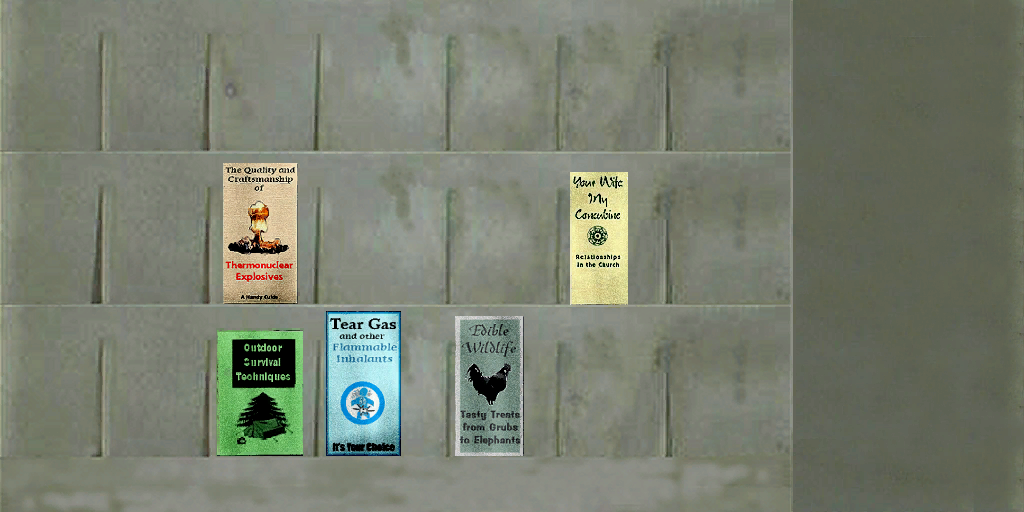 The Quality and
Craftsmanship
of
Thermonuclear
Explosives
A Handy Guide
Your Wife
My
Concubine
Relationships
in the Church
Outdoor
Survival
Techniques
Tear Gas
and other
Flammable
Inhalants
It's Your Choice
Edible
Wildlife
Tasty Treats
from Grubs
to Elephants